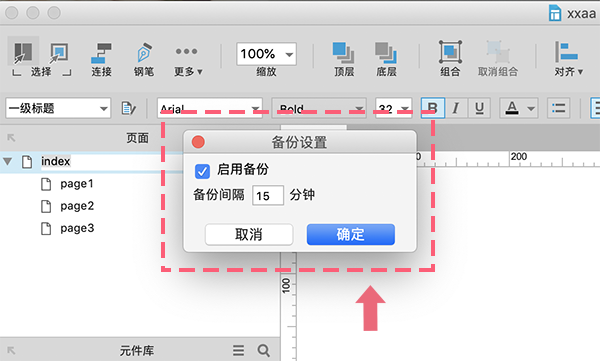 xxaa
100%
选择 连接 钢笔 更多 缩放 顶层 底层 组合 取消组合 对齐
一级标题 Arial Bold 32 B I U A
页面
备份设置
200
index
启用备份
page1
备份间隔 15 分钟
page2
page3
取消 确定
100
元件库